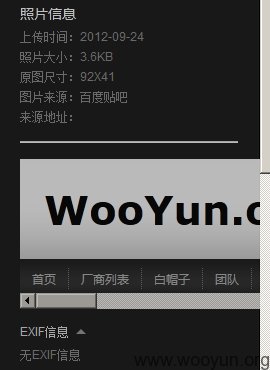 照片信息
上传时间：2012-09-24
照片大小：3.6KB
原图尺寸：92X41
图片来源：百度贴吧
来源地址：
WooYun.o
首页 厂商列表 白帽子 团队
EXIF信息
无EXIF信息
www.wooyun.org